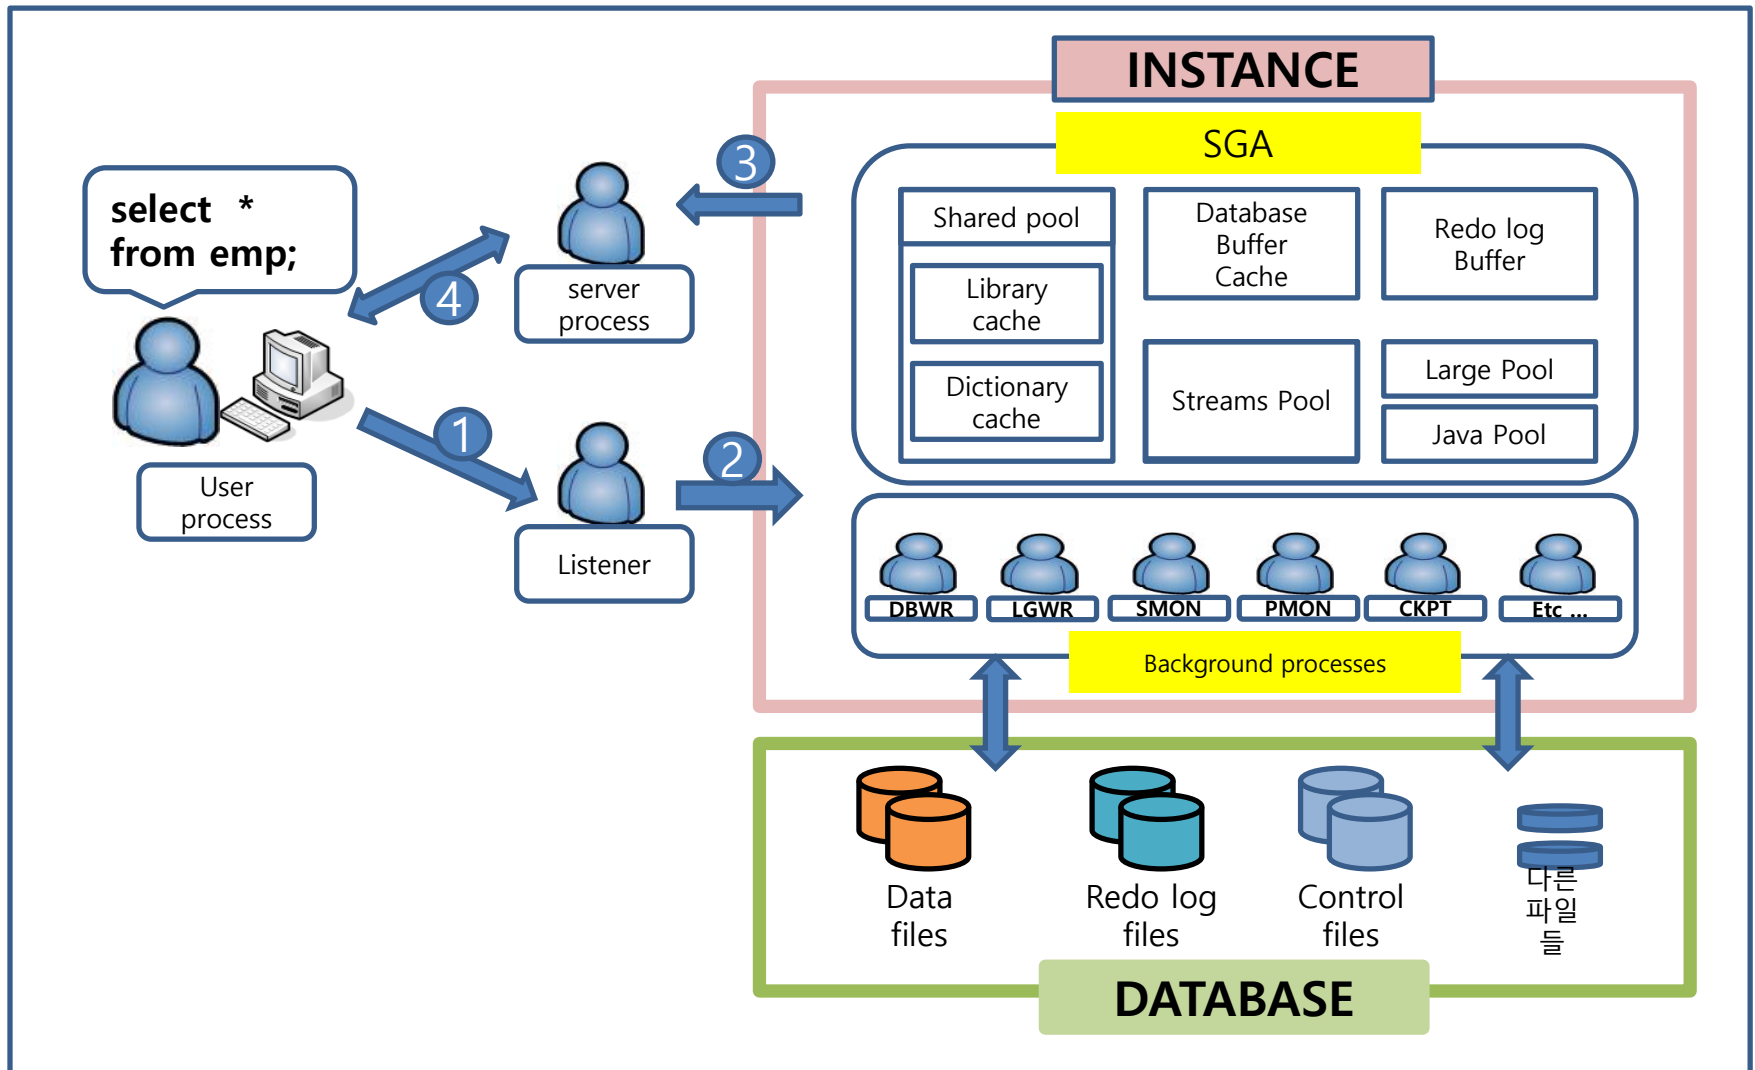 INSTANCE
SGA
select *
from emp;
3
server
process
4
User
process
1
Listener
2
Shared pool
Library
cache
Dictionary
cache
Database
Buffer
Cache
Redo log
Buffer
Streams Pool
Large Pool
Java Pool
DBWR
LGWR
SMON
PMON
CKPT
Etc ...
Background processes
Data
files
Redo log
files
Control
files
다른
파일
들
DATABASE